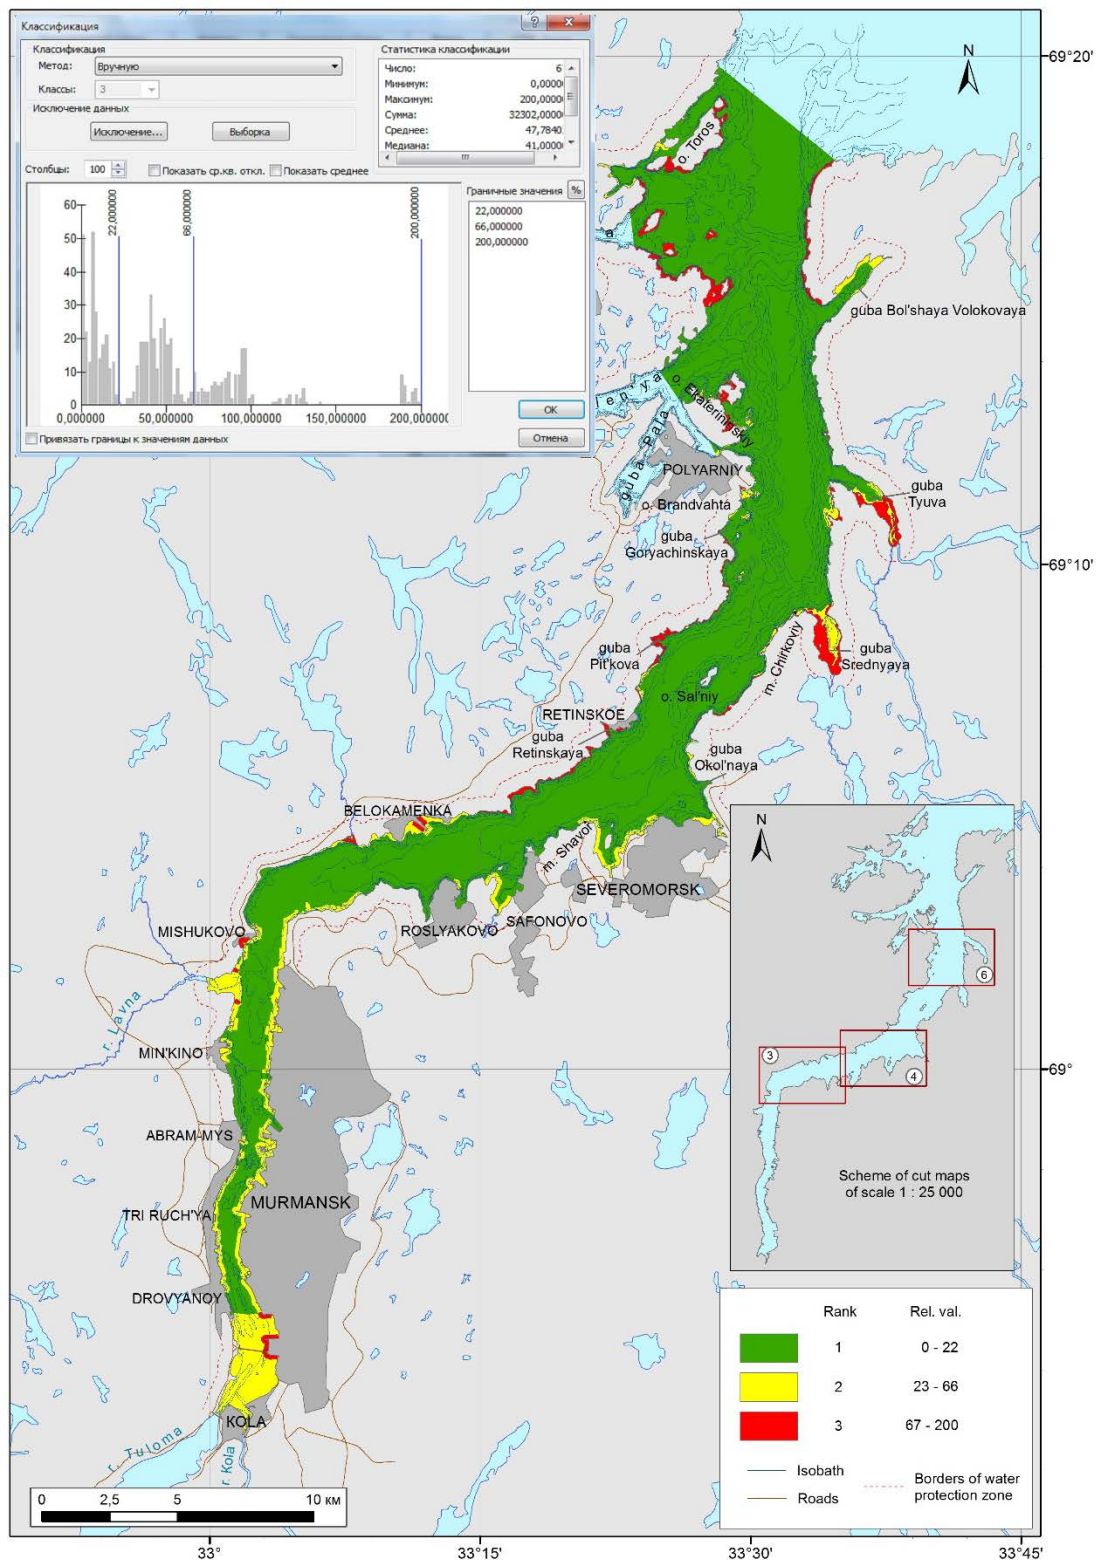 Классификация
Классификация
Метод:
Вручную
Классы:
3
Исключение данных
Исключение...
Выборка
Статистика классификации
Число: 6
Минимум: 0,0000
Максимум: 200,0000
Сумма: 32302,0000
Среднее: 47,7840
Медиана: 41,0000
Столбцы:
100
Показать ср.кв. откл.
Показать среднее
Граничные значения
%
22,000000
66,000000
200,000000
60
50
40
30
20
10
0
22,000000
66,000000
200,000000
0,000000
50,000000
100,000000
150,000000
OK
Отмена
Привязать границы к значениям данных
N
69°20'
o. Toros
guba Bol'shaya Volokovaya
o. Ekaterininskiy
guba Pala
POLYARNIY
o. Brandvahta
guba
Tyuva
guba
Goryachinskaya
69°10'
guba
Pit'kova
m. Chirkoviy
guba
Srednyaya
o. Sal'niy
RETINSKOE
guba
Retinskaya
guba
Okol'naya
BELOKAMENKA
m. Shavor
SEVEROMORSK
SAFONOVO
ROSLYAKOVO
MISHUKOVO
r. Lavna
MIN'KINO
69°
ABRAM-MYS
MURMANSK
TRI RUCH'YA
DROVYANOY
KOLA
r. Tuloma
r. Kola
N
6
3
4
Scheme of cut maps
of scale 1 : 25 000
Rank Rel. val.
1 0 - 22
2 23 - 66
3 67 - 200
Isobath
Roads
Borders of water
protection zone
0 2,5 5 10 км
33° 33°15' 33°30' 33°45'